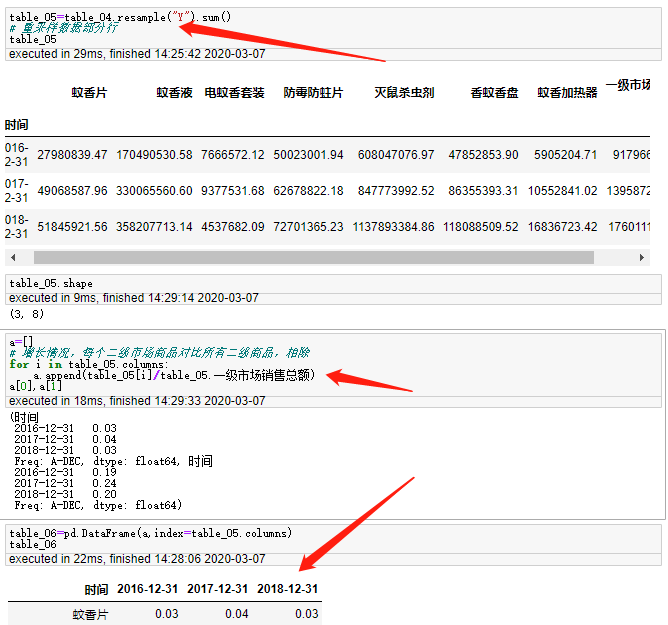 table_05=table_04.resample("Y").sum()
# 重采样数据部分行
table_05
executed in 29ms, finished 14:25:42 2020-03-07
蚊香片 蚊香液 电蚊香套装 防霉防蛀片 灭鼠杀虫剂 香蚊香盘 蚊香加热器 一级市场
时间
016-
2-31 27980839.47 170490530.58 7666572.12 50023001.94 608047076.97 47852853.90 5905204.71 917966
017-
2-31 49068587.96 330065560.60 9377531.68 62678822.18 847773992.52 86355393.31 10552841.02 1395872
018-
2-31 51845921.56 358207713.14 4537682.09 72701365.23 1137893384.86 118088509.52 16836723.42 1760111
table_05.shape
executed in 9ms, finished 14:29:14 2020-03-07
(3, 8)
a=[]
# 增长情况，每个二级市场商品对比所有二级商品，相除
for i in table_05.columns:
a.append(table_05[i]/table_05.一级市场销售总额)
a[0],a[1]
executed in 18ms, finished 14:29:33 2020-03-07
(时间
2016-12-31 0.03
2017-12-31 0.04
2018-12-31 0.03
Freq: A-DEC, dtype: float64, 时间
2016-12-31 0.19
2017-12-31 0.24
2018-12-31 0.20
Freq: A-DEC, dtype: float64)
table_06=pd.DataFrame(a,index=table_05.columns)
table_06
executed in 22ms, finished 14:28:06 2020-03-07
时间 2016-12-31 2017-12-31 2018-12-31
蚊香片 0.03 0.04 0.03